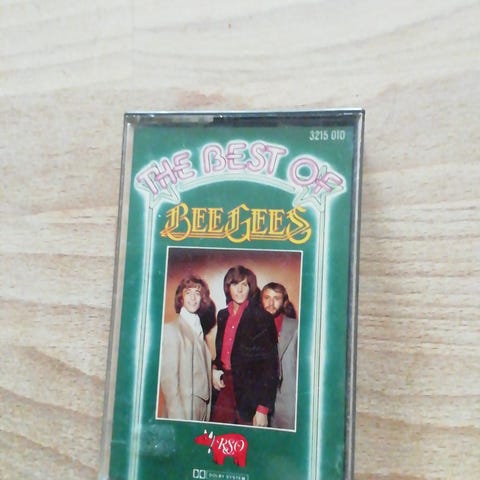 3215 010
THE BEST OF
BEE GEES
RSO
DOLBY SYSTEM